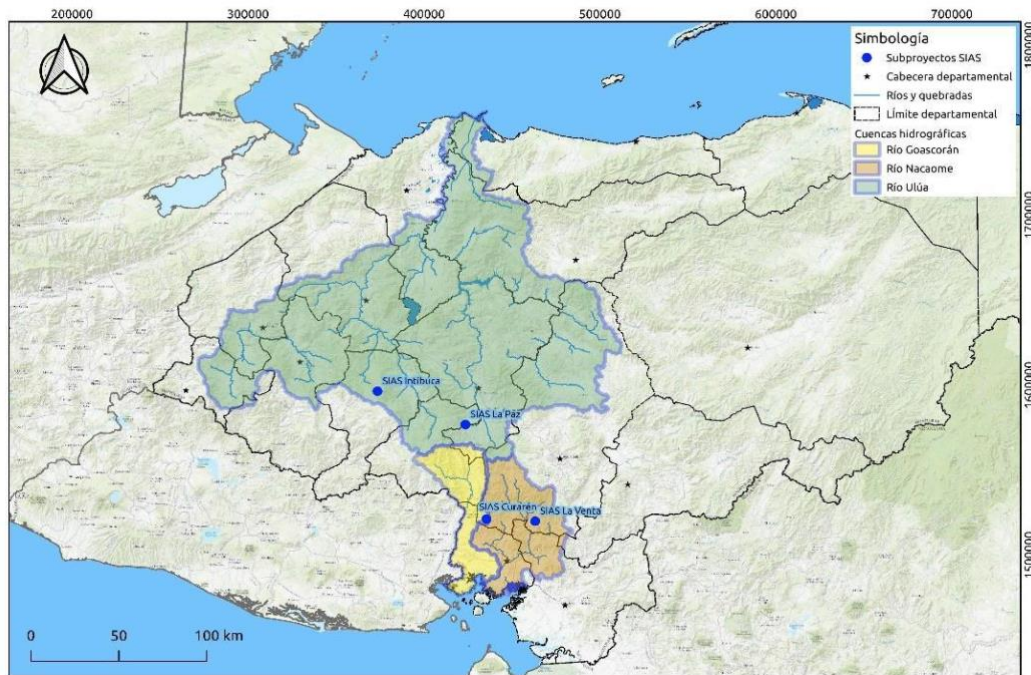 200000 300000 400000 500000 600000 700000
1800000
1700000
1600000
1500000
Simbología
Subproyectos SIAS
Cabecera departamental
Ríos y quebradas
Límite departamental
Cuencas hidrográficas
Río Goascorán
Río Nacaome
Río Ulúa
SIAS Intibuca
SIAS La Paz
SIAS Curarén
SIAS La Venta
0 50 100 km